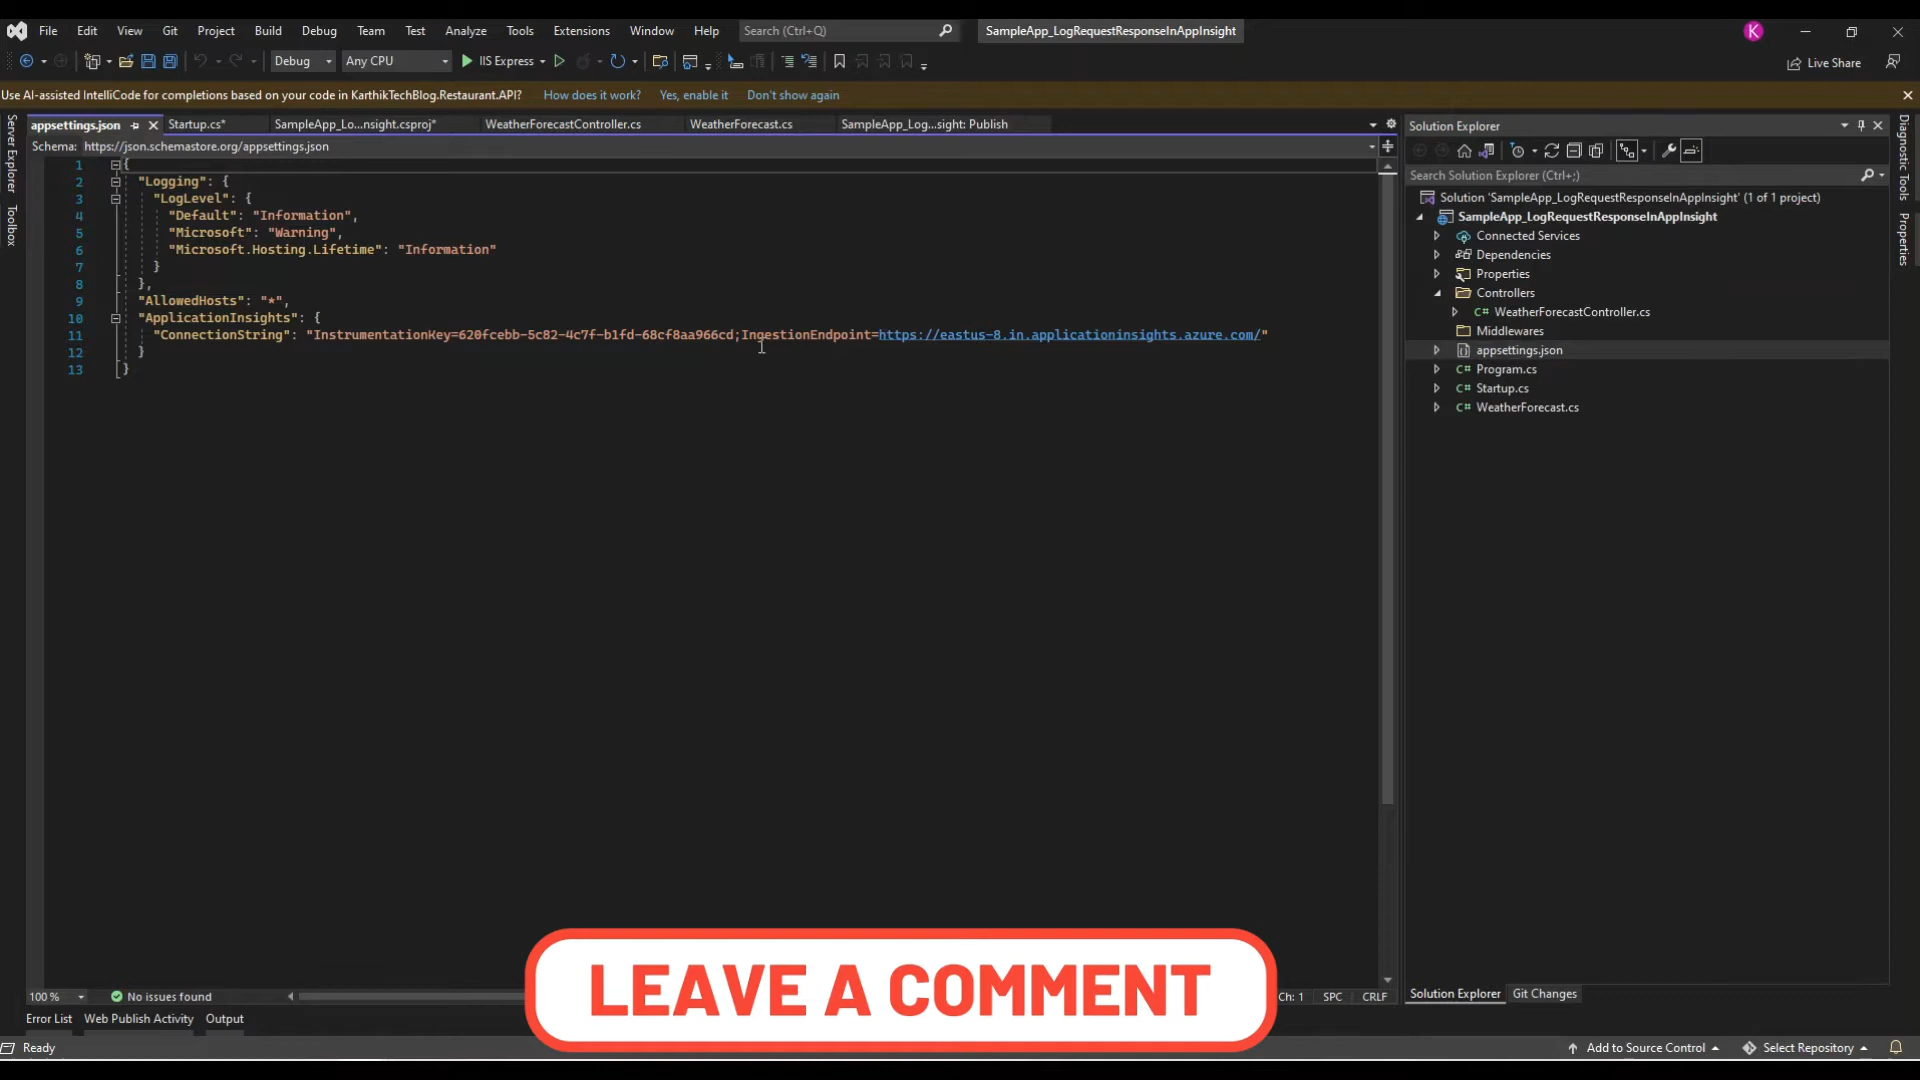 File Edit View Git Project Build Debug Team Test Analyze Tools Extensions Window Help Search (Ctrl+Q) SampleApp_LogRequestResponseInAppInsight K
Debug Any CPU IIS Express Live Share
Use AI-assisted IntelliCode for completions based on your code in KarthikTechBlog.Restaurant.API? How does it work? Yes, enable it Don't show again
appsettings.json Startup.cs* SampleApp_Lo...nsight.csproj* WeatherForecastController.cs WeatherForecast.cs SampleApp_Log...sight: Publish
Schema: https://json.schemastore.org/appsettings.json
1 {
2 "Logging": {
3 "LogLevel": {
4 "Default": "Information",
5 "Microsoft": "Warning",
6 "Microsoft.Hosting.Lifetime": "Information"
7 }
8 },
9 "AllowedHosts": "*",
10 "ApplicationInsights": {
11 "ConnectionString": "InstrumentationKey=620fcebb-5c82-4c7f-b1fd-68cf8aa966cd;IngestionEndpoint=https://eastus-8.in.applicationinsights.azure.com/"
12 }
13 }
Server Explorer
Toolbox
Solution Explorer
Search Solution Explorer (Ctrl+;)
Solution 'SampleApp_LogRequestResponseInAppInsight' (1 of 1 project)
SampleApp_LogRequestResponseInAppInsight
Connected Services
Dependencies
Properties
Controllers
C# WeatherForecastController.cs
Middlewares
appsettings.json
C# Program.cs
C# Startup.cs
C# WeatherForecast.cs
Diagnostic Tools
Properties
100 % No issues found Ch: 1 SPC CRLF
LEAVE A COMMENT
Solution Explorer Git Changes
Error List Web Publish Activity Output
Ready Add to Source Control Select Repository